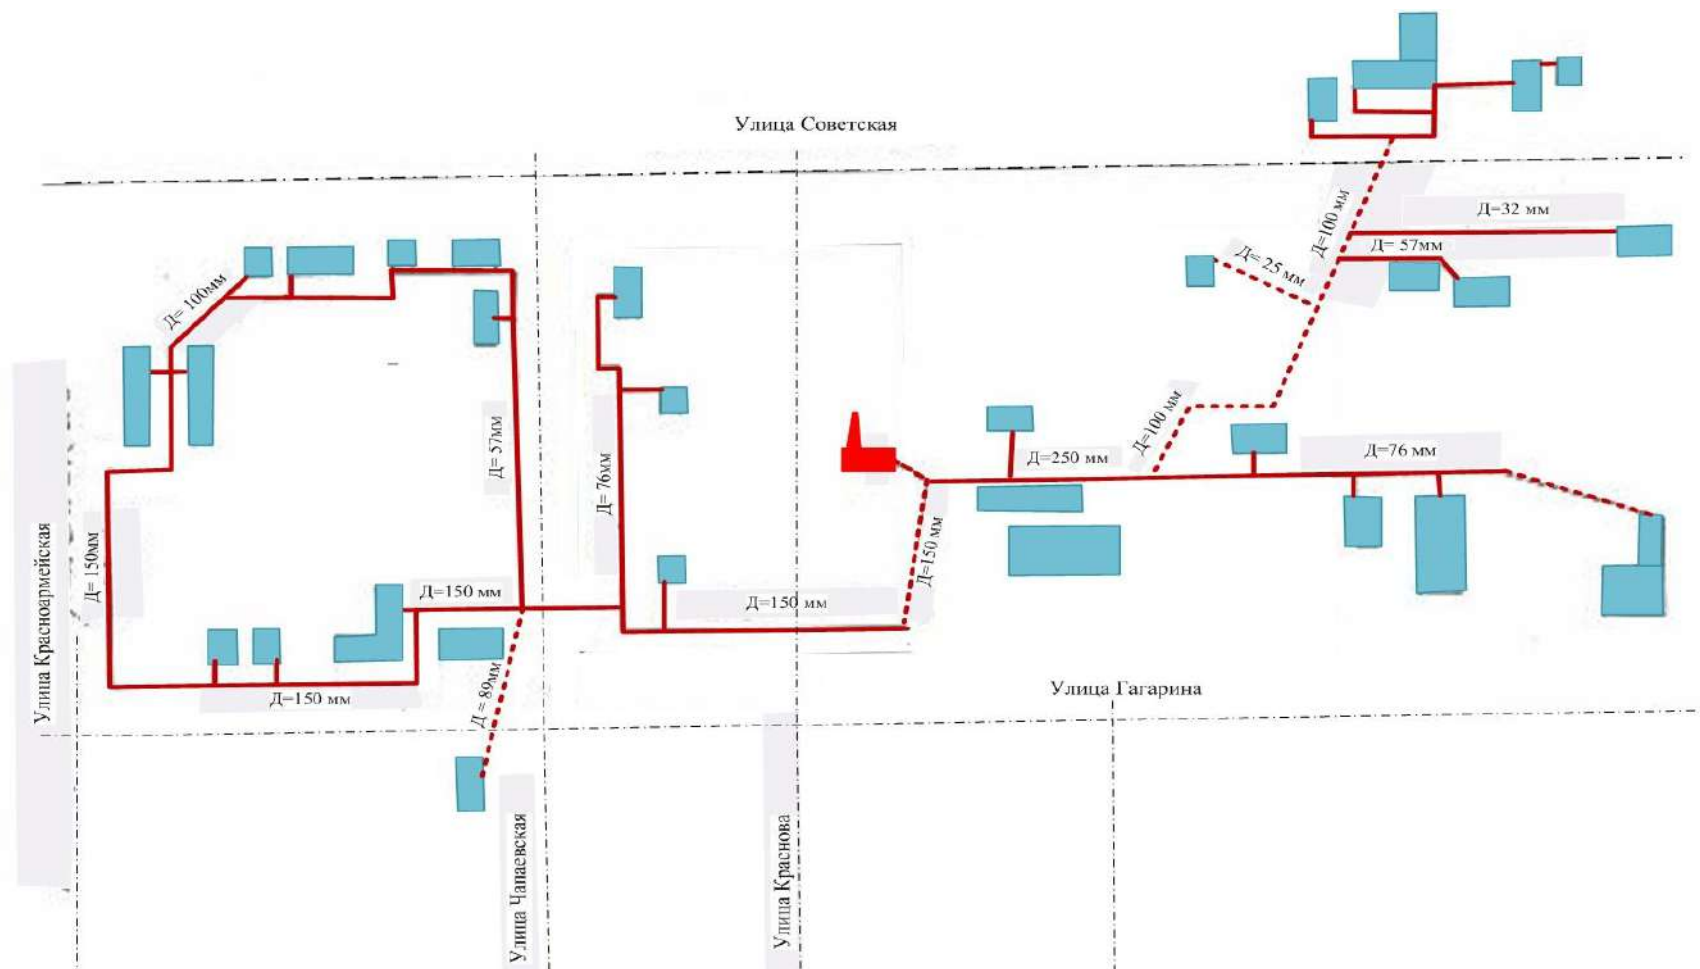 Улица Советская
Д=32 мм
Д=100 мм
Д= 57мм
Д= 25 мм
Д= 100мм
Д= 57мм
Д= 76мм
Д=100 мм
Д=250 мм
Д=76 мм
Д= 150мм
Д=150 мм
Д=150 мм
Д=150 мм
Д=150 мм
Д = 89мм
Улица Гагарина
Улица Красноармейская
Улица Чапаевская
Улица Краснова